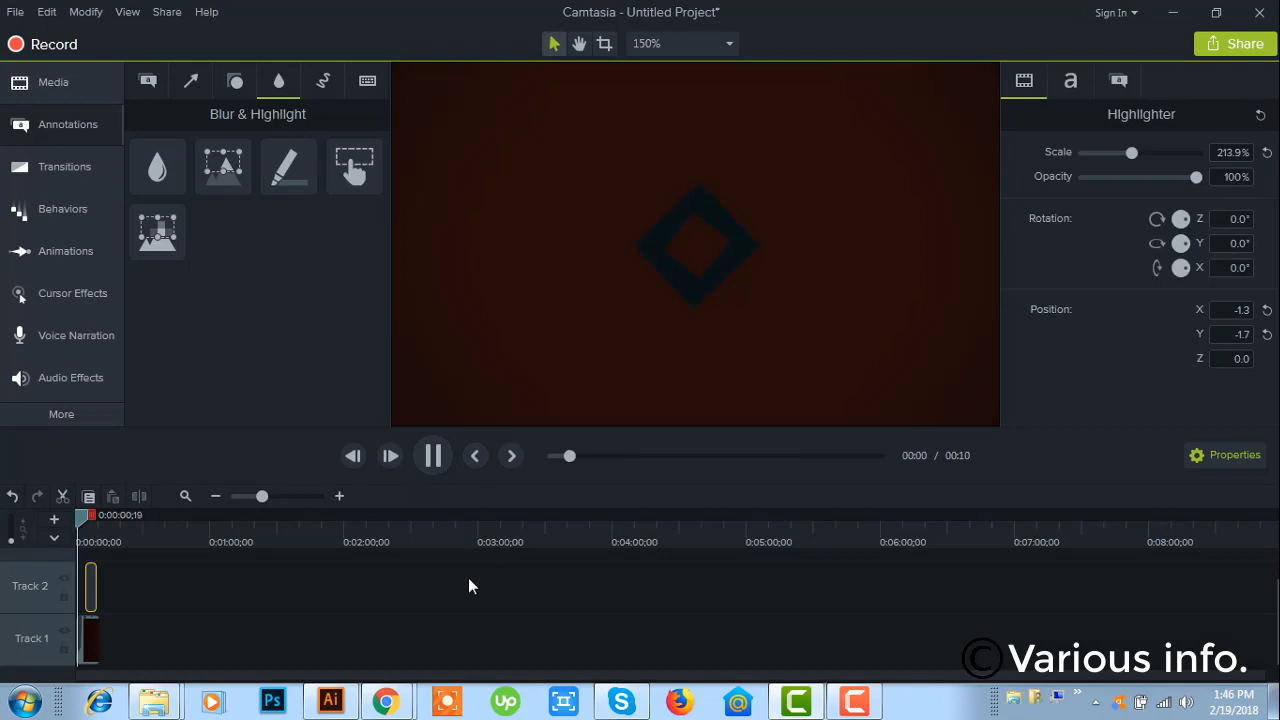 File Edit Modify View Share Help
Camtasia - Untitled Project*
Sign In
Record
150%
Share
Media
Annotations
Transitions
Behaviors
Animations
Cursor Effects
Voice Narration
Audio Effects
More
Blur & Highlight
Highlighter
Scale 213.9%
Opacity 100%
Rotation: Z 0.0°
Y 0.0°
X 0.0°
Position: X -1.3
Y -1.7
Z 0.0
00:00 / 00:10
Properties
0:00:00;19
0:00:00;00 0:01:00;00 0:02:00;00 0:03:00;00 0:04:00;00 0:05:00;00 0:06:00;00 0:07:00;00 0:08:00;00
Track 2
Track 1
© Various info.
Ps Ai Up
1:46 PM
2/19/2018